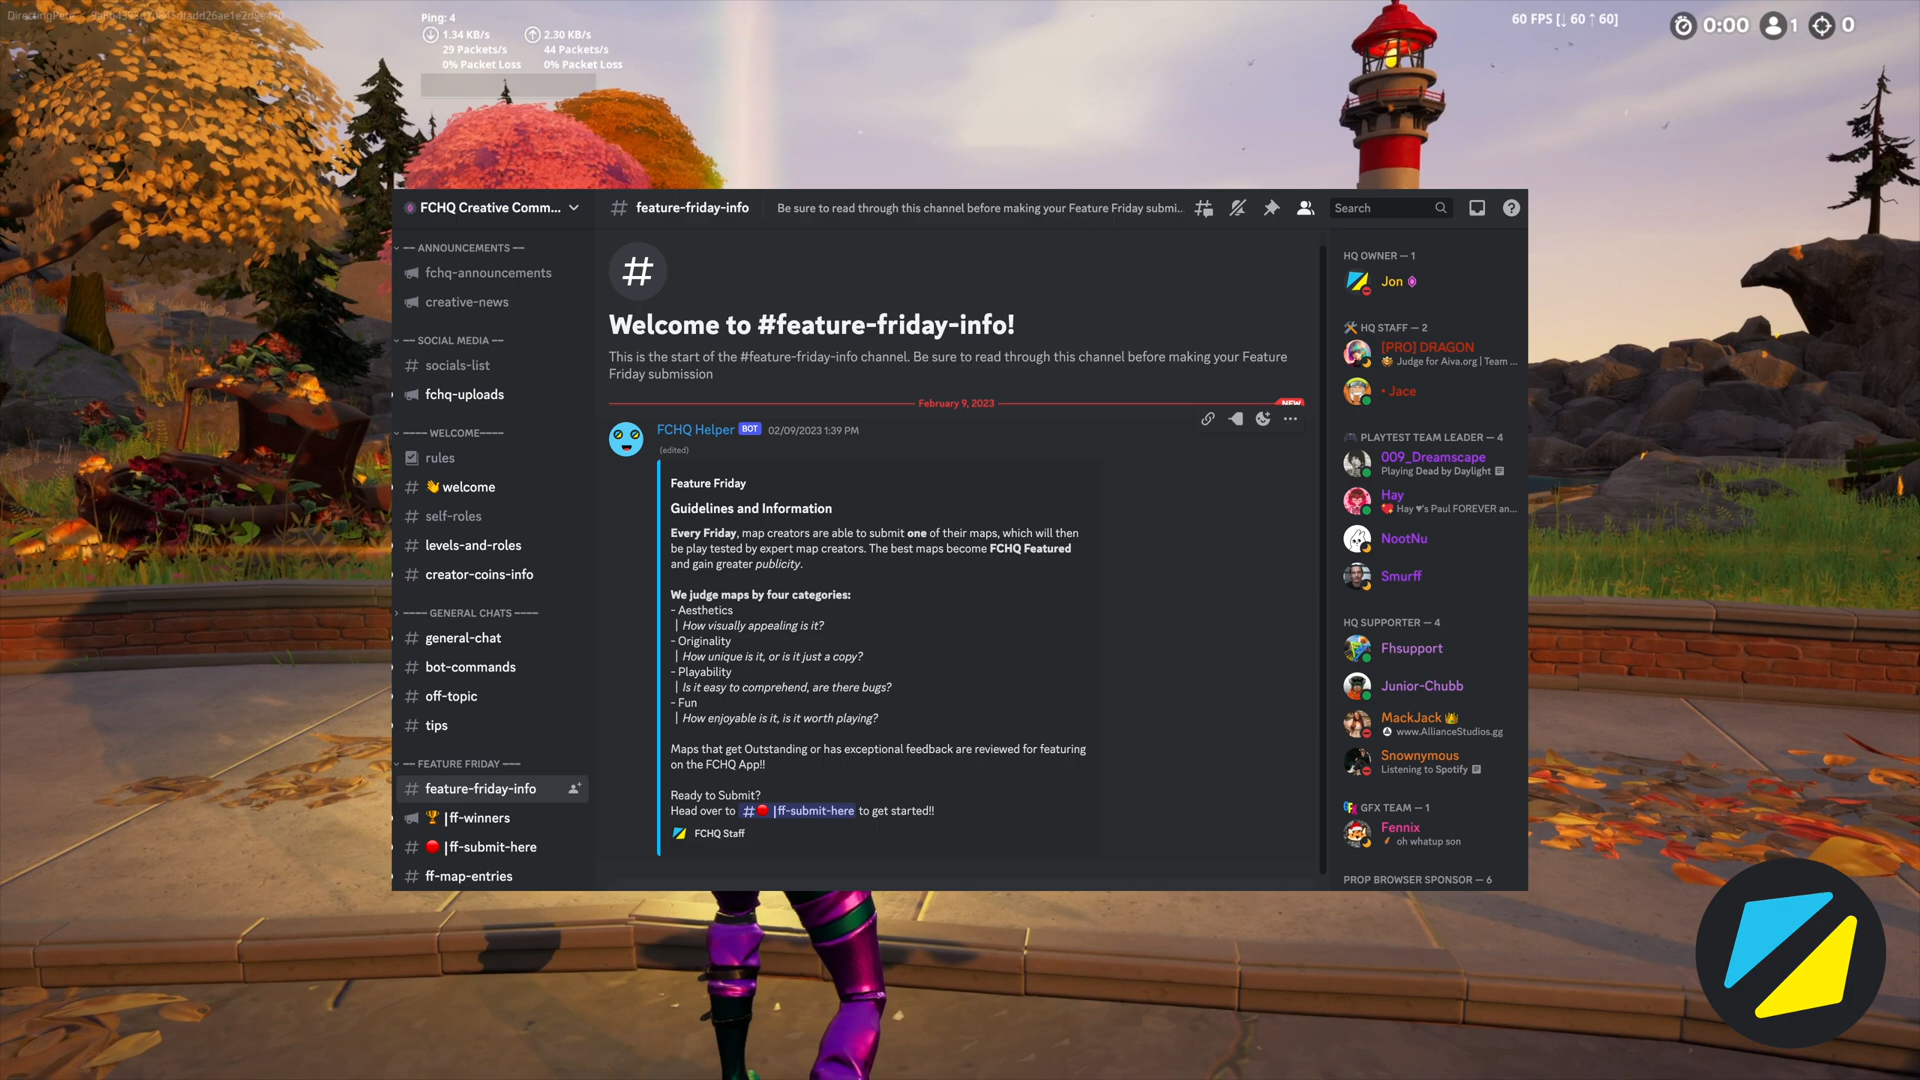 Ping: 4
1.34 KB/s 2.30 KB/s
29 Packets/s 44 Packets/s
0% Packet Loss 0% Packet Loss
60 FPS [↓ 60 ↑ 60]
0:00 1 0
FCHQ Creative Comm...
feature-friday-info
Be sure to read through this channel before making your Feature Friday submi...
Search
ANNOUNCEMENTS
fchq-announcements
creative-news
SOCIAL MEDIA
socials-list
fchq-uploads
WELCOME
rules
👋 welcome
self-roles
levels-and-roles
creator-coins-info
GENERAL CHATS
general-chat
bot-commands
off-topic
tips
FEATURE FRIDAY
feature-friday-info
🏆 |ff-winners
🔴 |ff-submit-here
ff-map-entries
#
Welcome to #feature-friday-info!
This is the start of the #feature-friday-info channel. Be sure to read through this channel before making your Feature
Friday submission
February 9, 2023
NEW
FCHQ Helper BOT 02/09/2023 1:39 PM
(edited)
Feature Friday
Guidelines and Information
Every Friday, map creators are able to submit one of their maps, which will then
be play tested by expert map creators. The best maps become FCHQ Featured
and gain greater publicity.
We judge maps by four categories:
- Aesthetics
| How visually appealing is it?
- Originality
| How unique is it, or is it just a copy?
- Playability
| Is it easy to comprehend, are there bugs?
- Fun
| How enjoyable is it, is it worth playing?
Maps that get Outstanding or has exceptional feedback are reviewed for featuring
on the FCHQ App!!
Ready to Submit?
Head over to #🔴 |ff-submit-here to get started!!
FCHQ Staff
HQ OWNER — 1
Jon
🛠 HQ STAFF — 2
[PRO] DRAGON
Judge for Aiva.org | Team ...
• Jace
🎮 PLAYTEST TEAM LEADER — 4
009_Dreamscape
Playing Dead by Daylight
Hay
Hay ♥'s Paul FOREVER an...
NootNu
Smurff
HQ SUPPORTER — 4
Fhsupport
Junior-Chubb
MackJack 👑
www.AllianceStudios.gg
Snownymous
Listening to Spotify
GFX TEAM — 1
Fennix
oh whatup son
PROP BROWSER SPONSOR — 6